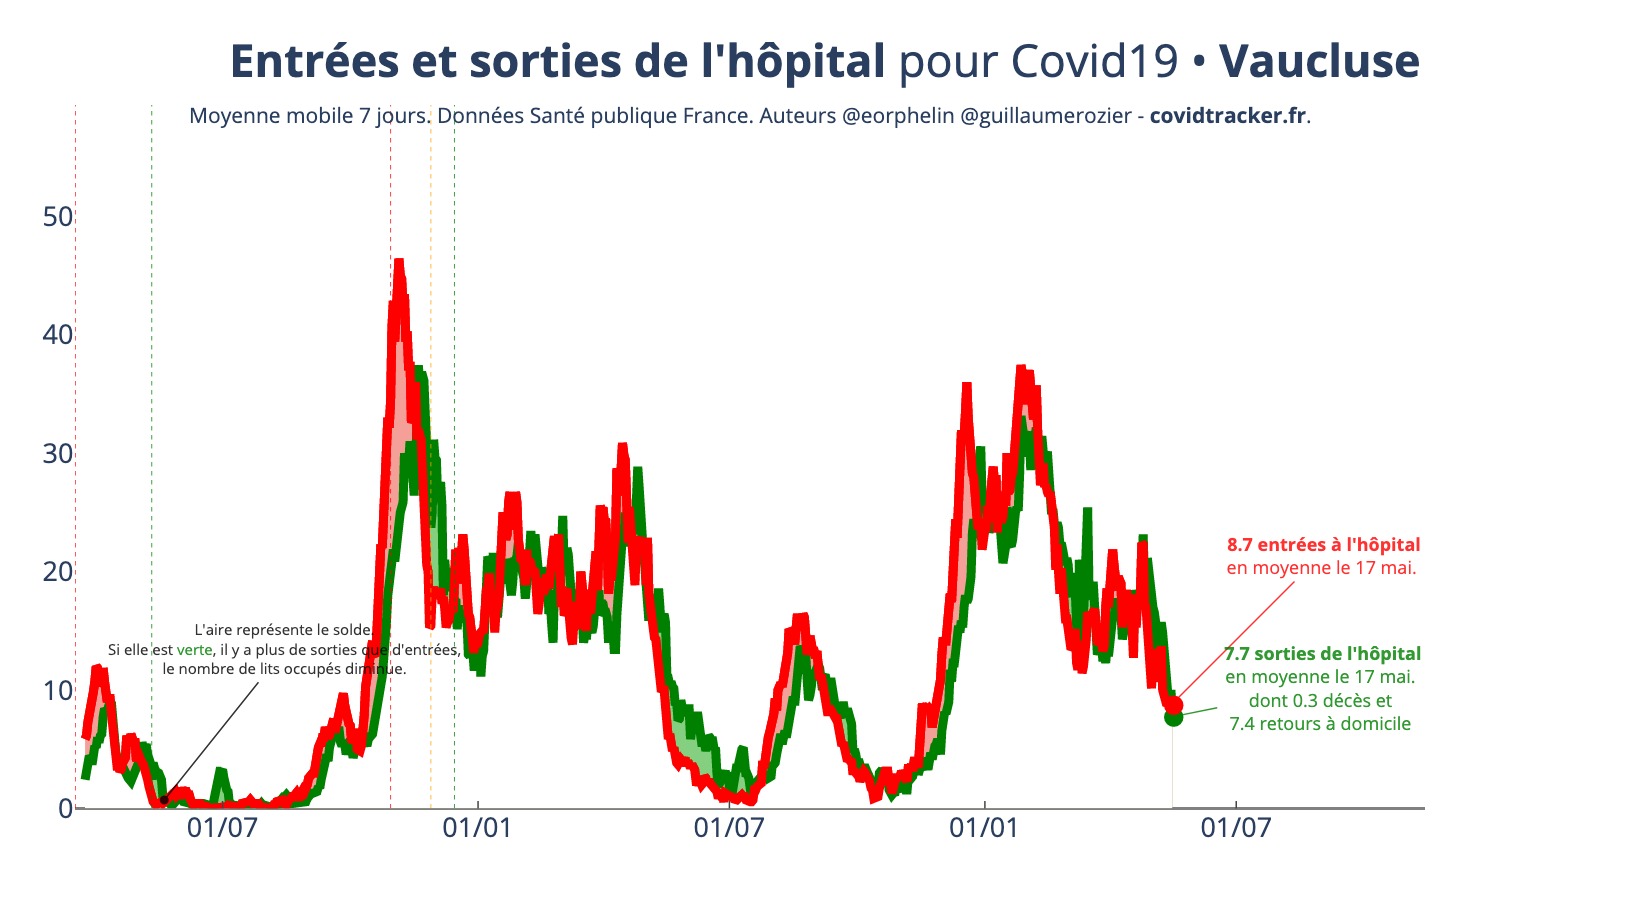 Entrées et sorties de l'hôpital pour Covid19 • Vaucluse
Moyenne mobile 7 jours. Données Santé publique France. Auteurs @eorphelin @guillaumerozier - covidtracker.fr.
50
40
30
20
10
0
L'aire représente le solde.
Si elle est verte, il y a plus de sorties que d'entrées,
le nombre de lits occupés diminue.
8.7 entrées à l'hôpital
en moyenne le 17 mai.
7.7 sorties de l'hôpital
en moyenne le 17 mai.
dont 0.3 décès et
7.4 retours à domicile
01/07
01/01
01/07
01/01
01/07